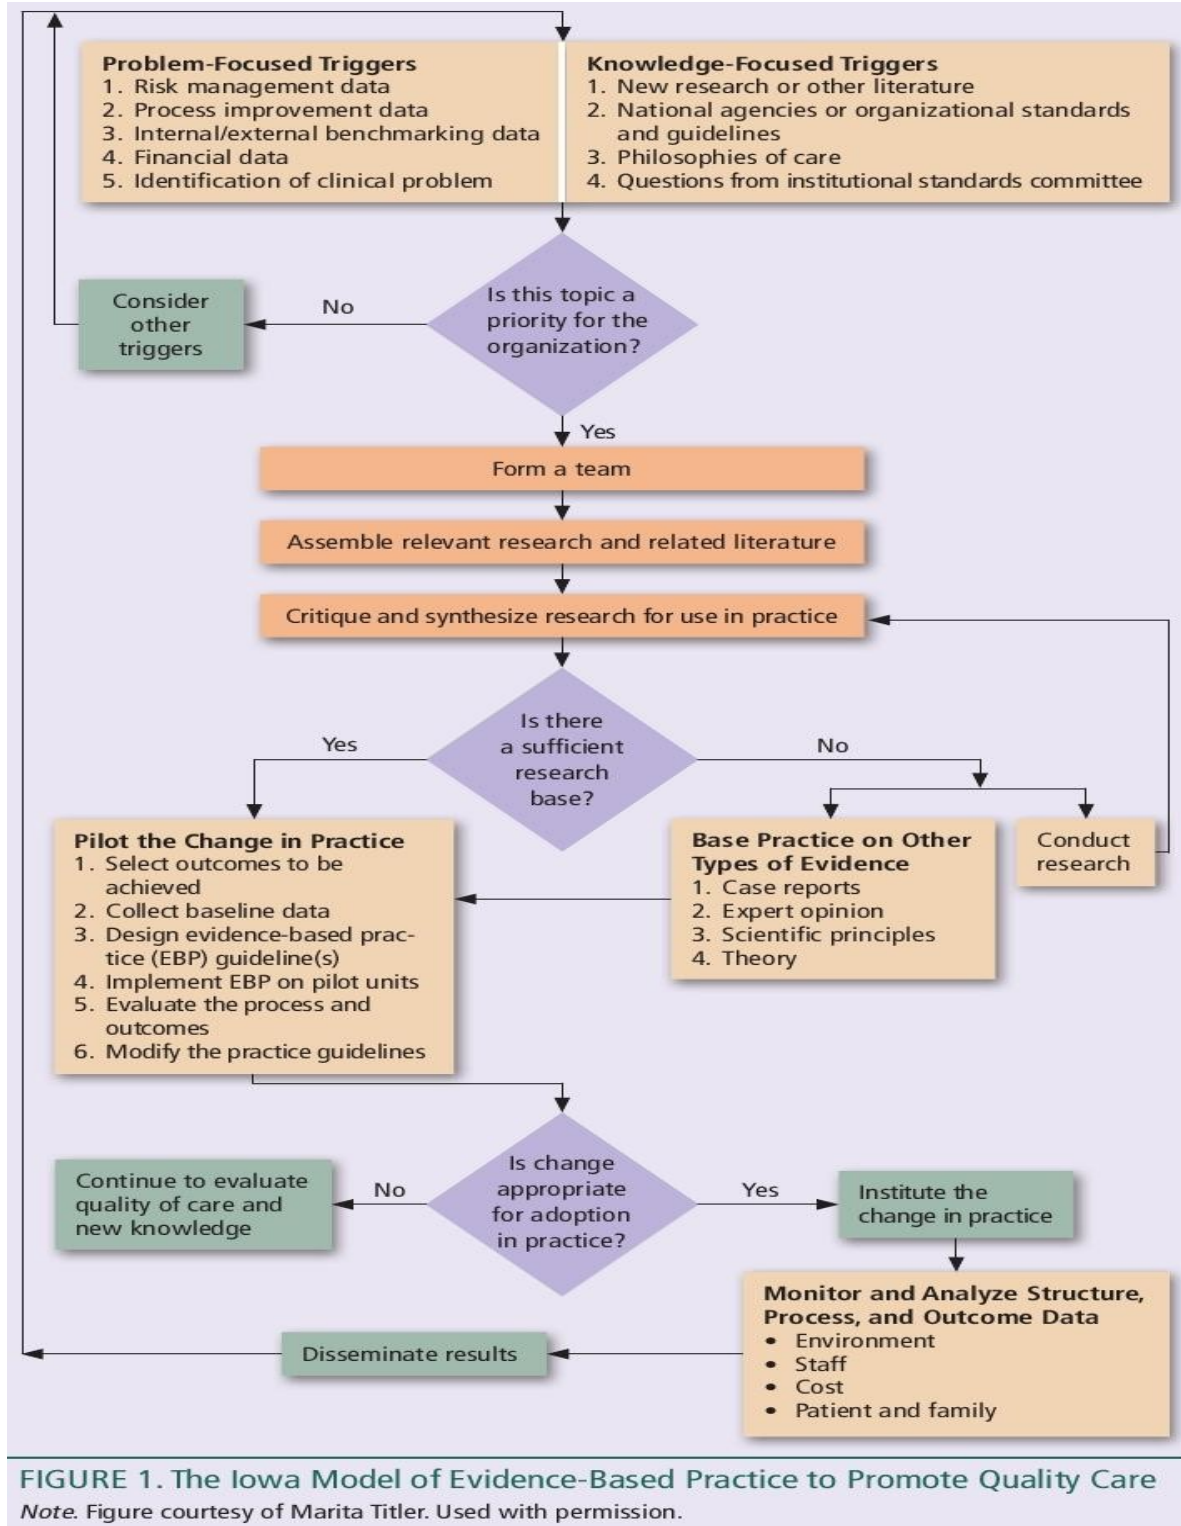 Problem-Focused Triggers
1. Risk management data
2. Process improvement data
3. Internal/external benchmarking data
4. Financial data
5. Identification of clinical problem
Knowledge-Focused Triggers
1. New research or other literature
2. National agencies or organizational standards
and guidelines
3. Philosophies of care
4. Questions from institutional standards committee
Is this topic a
priority for the
organization?
No
Consider
other
triggers
Yes
Form a team
Assemble relevant research and related literature
Critique and synthesize research for use in practice
Is there
a sufficient
research
base?
Yes
No
Pilot the Change in Practice
1. Select outcomes to be
achieved
2. Collect baseline data
3. Design evidence-based prac-
tice (EBP) guideline(s)
4. Implement EBP on pilot units
5. Evaluate the process and
outcomes
6. Modify the practice guidelines
Base Practice on Other
Types of Evidence
1. Case reports
2. Expert opinion
3. Scientific principles
4. Theory
Conduct
research
Is change
appropriate
for adoption
in practice?
No
Continue to evaluate
quality of care and
new knowledge
Yes
Institute the
change in practice
Monitor and Analyze Structure,
Process, and Outcome Data
• Environment
• Staff
• Cost
• Patient and family
Disseminate results
FIGURE 1. The Iowa Model of Evidence-Based Practice to Promote Quality Care
Note. Figure courtesy of Marita Titler. Used with permission.